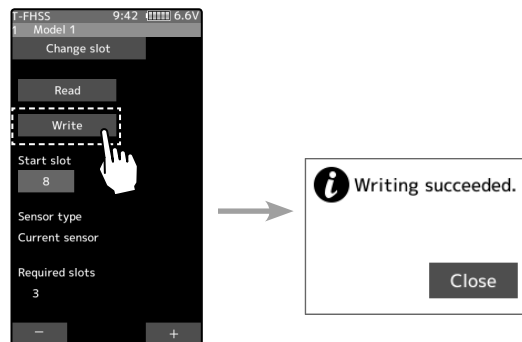 T-FHSS 9:42 6.6V
1 Model 1
Change slot
Read
Write
Start slot
8
Sensor type
Current sensor
Required slots
3
− +
Writing succeeded.
Close